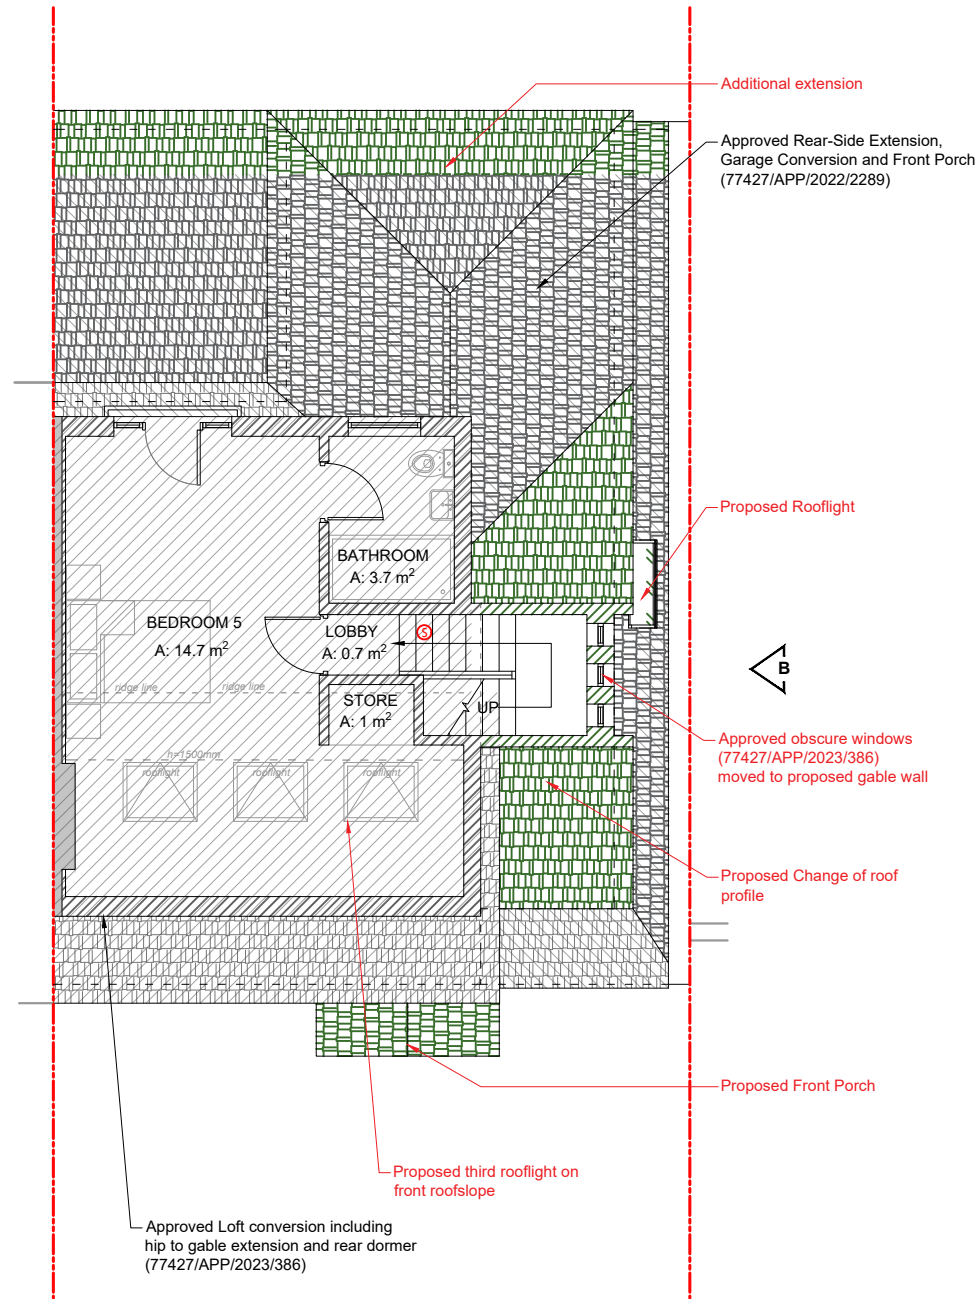 Additional extension
Approved Rear-Side Extension,
Garage Conversion and Front Porch
(77427/APP/2022/2289)
Proposed Rooflight
BATHROOM
A: 3.7 m²
BEDROOM 5
A: 14.7 m²
LOBBY
A: 0.7 m²
S
B
ridge line
ridge line
STORE
A: 1 m²
UP
h=1500mm
rooflight
rooflight
rooflight
Approved obscure windows
(77427/APP/2023/386)
moved to proposed gable wall
Proposed Change of roof
profile
Proposed Front Porch
Proposed third rooflight on
front roofslope
Approved Loft conversion including
hip to gable extension and rear dormer
(77427/APP/2023/386)